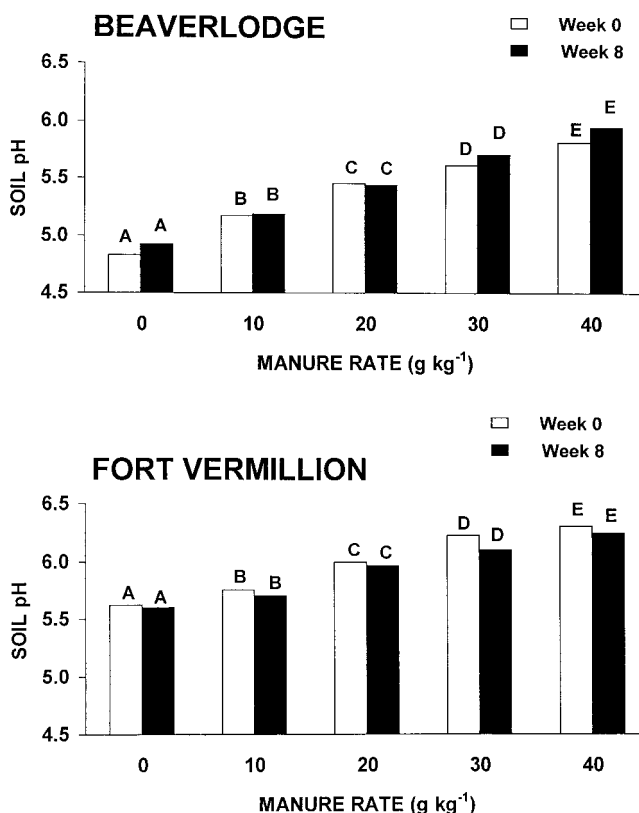 BEAVERLODGE
Week 0
Week 8
SOIL pH
6.5
6.0
5.5
5.0
4.5
A A B B C C D D E E
0 10 20 30 40
MANURE RATE (g kg⁻¹)
Week 0
Week 8
FORT VERMILLION
SOIL pH
6.5
6.0
5.5
5.0
4.5
A A B B C C D D E E
0 10 20 30 40
MANURE RATE (g kg⁻¹)